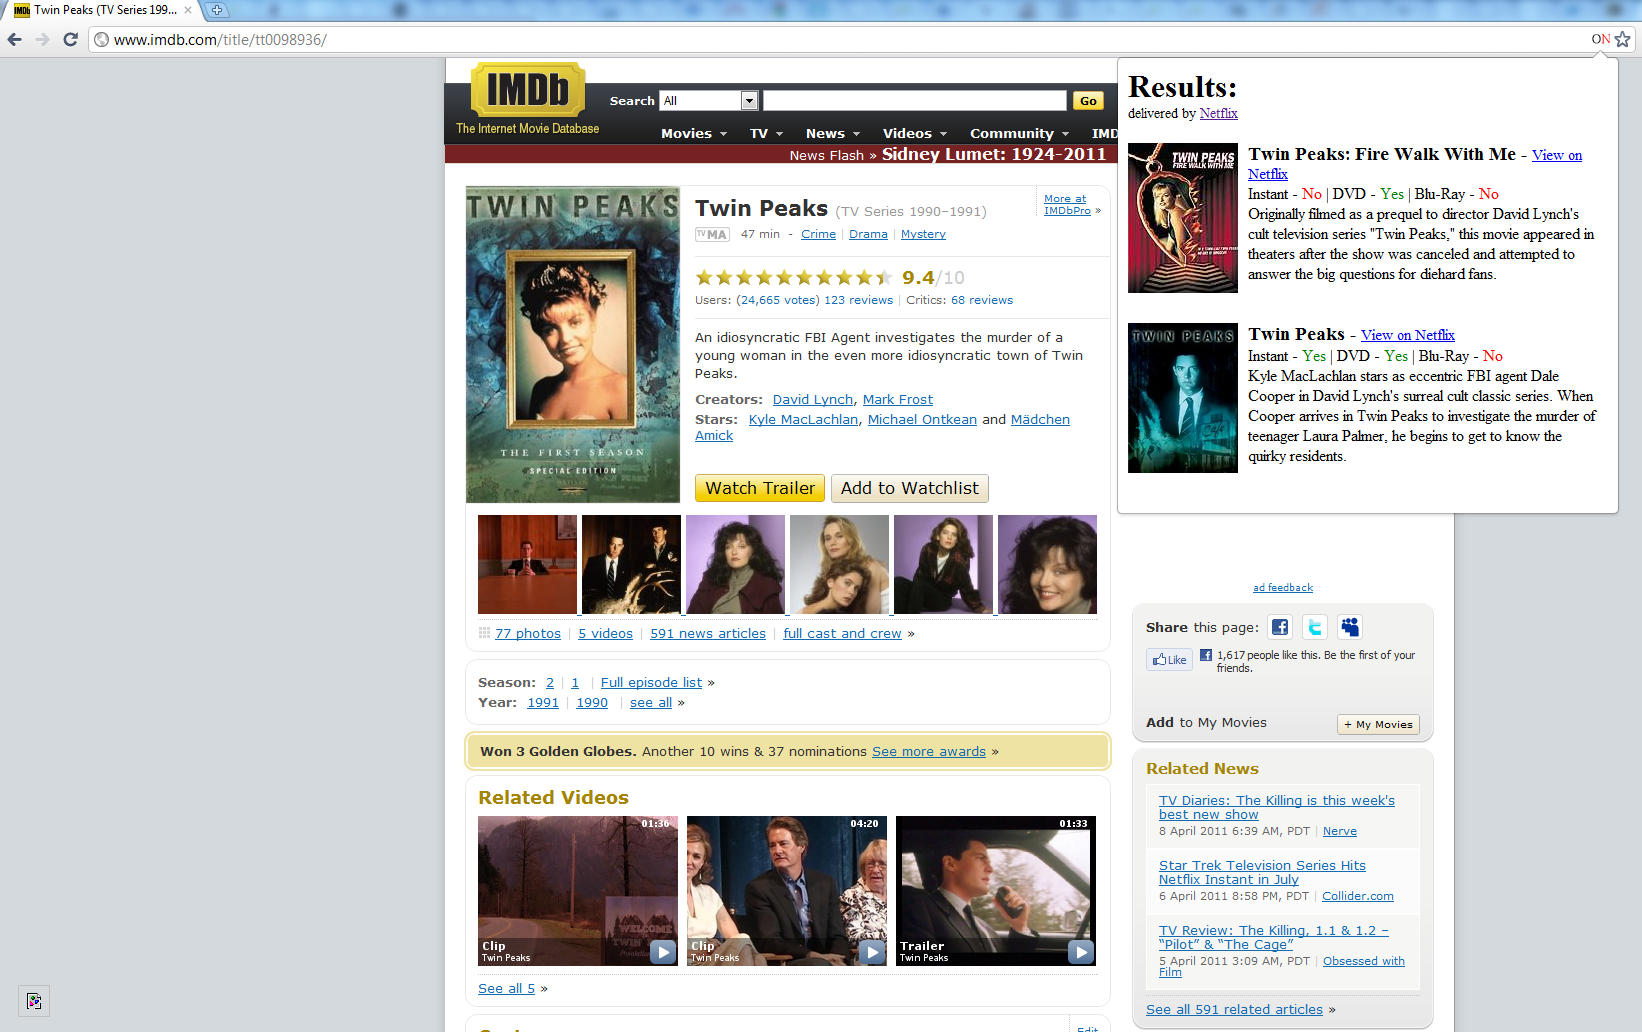 Twin Peaks (TV Series 199...
www.imdb.com/title/tt0098936/
ON
IMDb
The Internet Movie Database
Search All Go
Movies TV News Videos Community IMD
News Flash » Sidney Lumet: 1924-2011
TWIN PEAKS
THE FIRST SEASON
SPECIAL EDITION
Twin Peaks (TV Series 1990–1991)
More at
IMDbPro »
TV MA 47 min - Crime | Drama | Mystery
9.4/10
Users: (24,665 votes) 123 reviews | Critics: 68 reviews
An idiosyncratic FBI Agent investigates the murder of a
young woman in the even more idiosyncratic town of Twin
Peaks.
Creators: David Lynch, Mark Frost
Stars: Kyle MacLachlan, Michael Ontkean and Mädchen
Amick
Watch Trailer Add to Watchlist
77 photos | 5 videos | 591 news articles | full cast and crew »
Season: 2 | 1 | Full episode list »
Year: 1991 | 1990 | see all »
Won 3 Golden Globes. Another 10 wins & 37 nominations See more awards »
Related Videos
01:36
WELCOME
Clip
Twin Peaks
04:20
Clip
Twin Peaks
01:33
Trailer
Twin Peaks
See all 5 »
Edit
Results:
delivered by Netflix
TWIN PEAKS
FIRE WALK WITH ME
Twin Peaks: Fire Walk With Me - View on
Netflix
Instant - No | DVD - Yes | Blu-Ray - No
Originally filmed as a prequel to director David Lynch's
cult television series "Twin Peaks," this movie appeared in
theaters after the show was canceled and attempted to
answer the big questions for diehard fans.
TWIN PEAKS
Twin Peaks - View on Netflix
Instant - Yes | DVD - Yes | Blu-Ray - No
Kyle MacLachlan stars as eccentric FBI agent Dale
Cooper in David Lynch's surreal cult classic series. When
Cooper arrives in Twin Peaks to investigate the murder of
teenager Laura Palmer, he begins to get to know the
quirky residents.
ad feedback
Share this page:
Like 1,617 people like this. Be the first of your
friends.
Add to My Movies + My Movies
Related News
TV Diaries: The Killing is this week's
best new show
8 April 2011 6:39 AM, PDT | Nerve
Star Trek Television Series Hits
Netflix Instant in July
6 April 2011 8:58 PM, PDT | Collider.com
TV Review: The Killing, 1.1 & 1.2 –
“Pilot” & “The Cage”
5 April 2011 3:09 AM, PDT | Obsessed with
Film
See all 591 related articles »